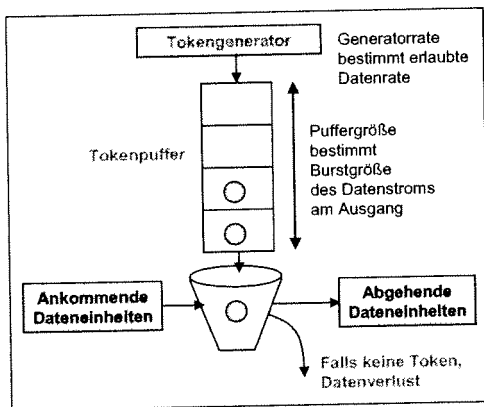 Tokengenerator
Generatorrate
bestimmt erlaubte
Datenrate
Tokenpuffer
Puffergröße
bestimmt
Burstgröße
des Datenstroms
am Ausgang
Ankommende
Dateneinheiten
Abgehende
Dateneinheiten
Falls keine Token,
Datenverlust